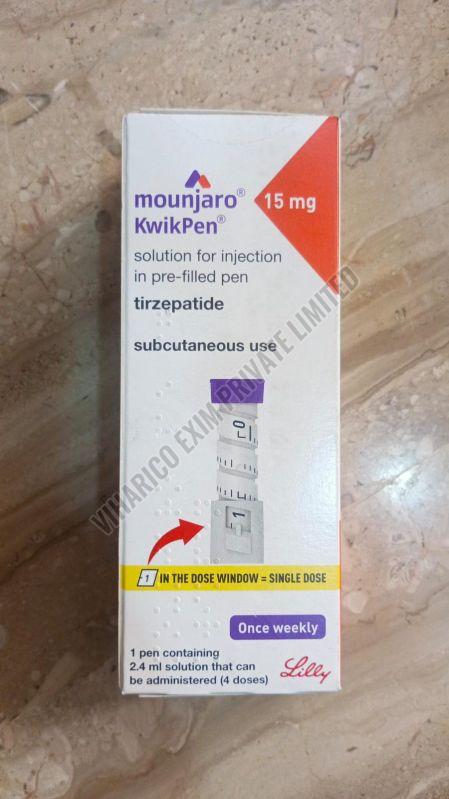 mounjaro®
KwikPen®
15 mg
solution for injection
in pre-filled pen
tirzepatide
subcutaneous use
VIHARICO EXIM PRIVATE LIMITED
0
1
1 IN THE DOSE WINDOW = SINGLE DOSE
Once weekly
1 pen containing
2.4 ml solution that can
be administered (4 doses)
Lilly